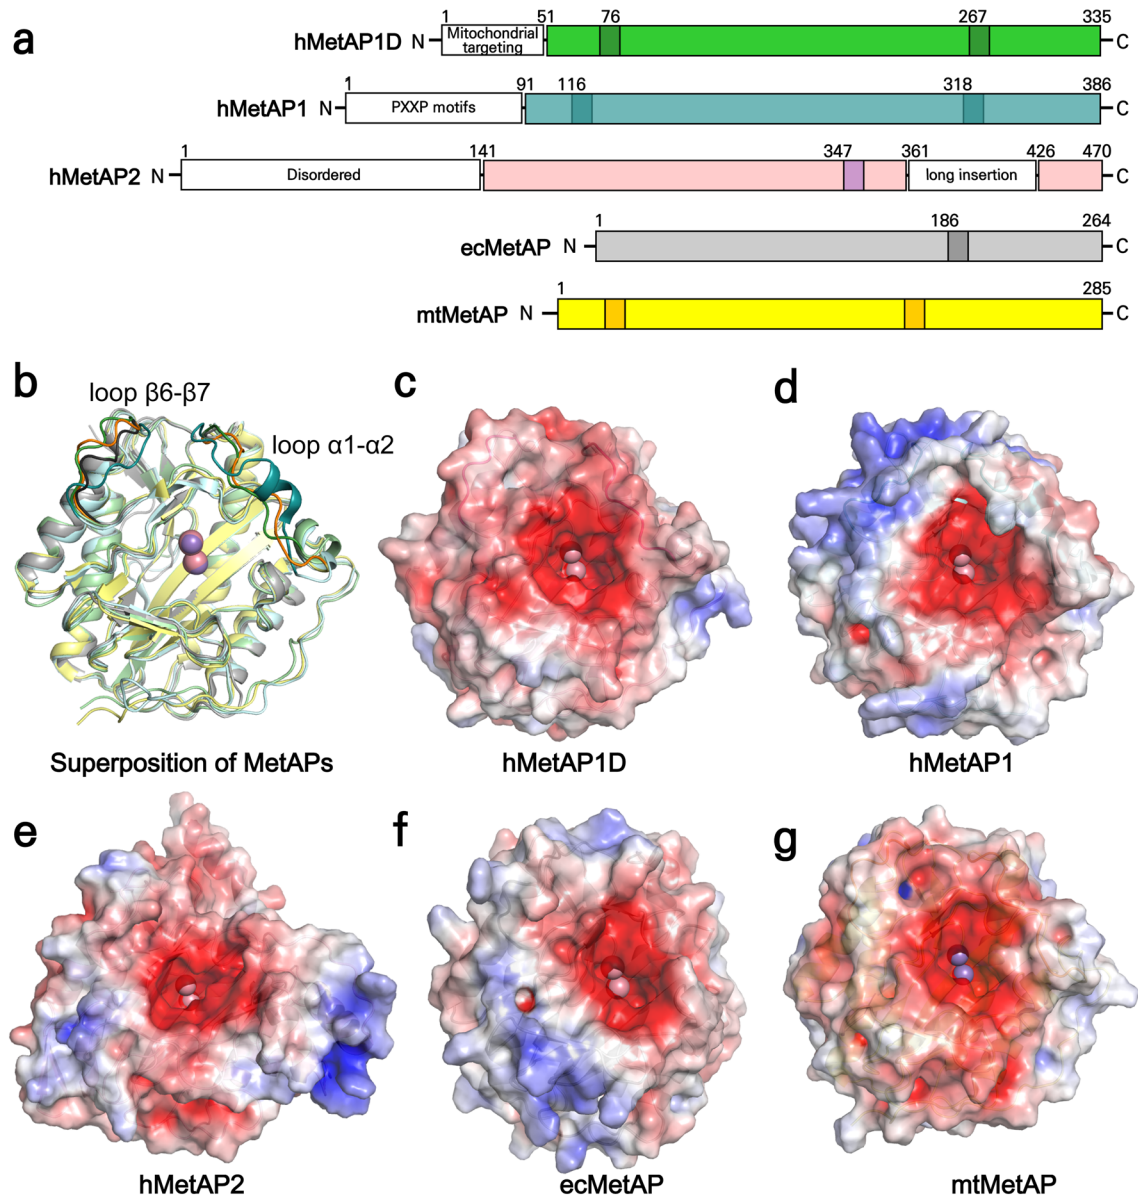 a
1 51 76 267 335
hMetAP1D N Mitochondrial targeting C
1 91 116 318 386
hMetAP1 N PXXP motifs C
1 141 347 361 426 470
hMetAP2 N Disordered long insertion C
1 186 264
ecMetAP N C
1 285
mtMetAP N C
b
loop β6-β7
loop α1-α2
Superposition of MetAPs
c
hMetAP1D
d
hMetAP1
e
hMetAP2
f
ecMetAP
g
mtMetAP